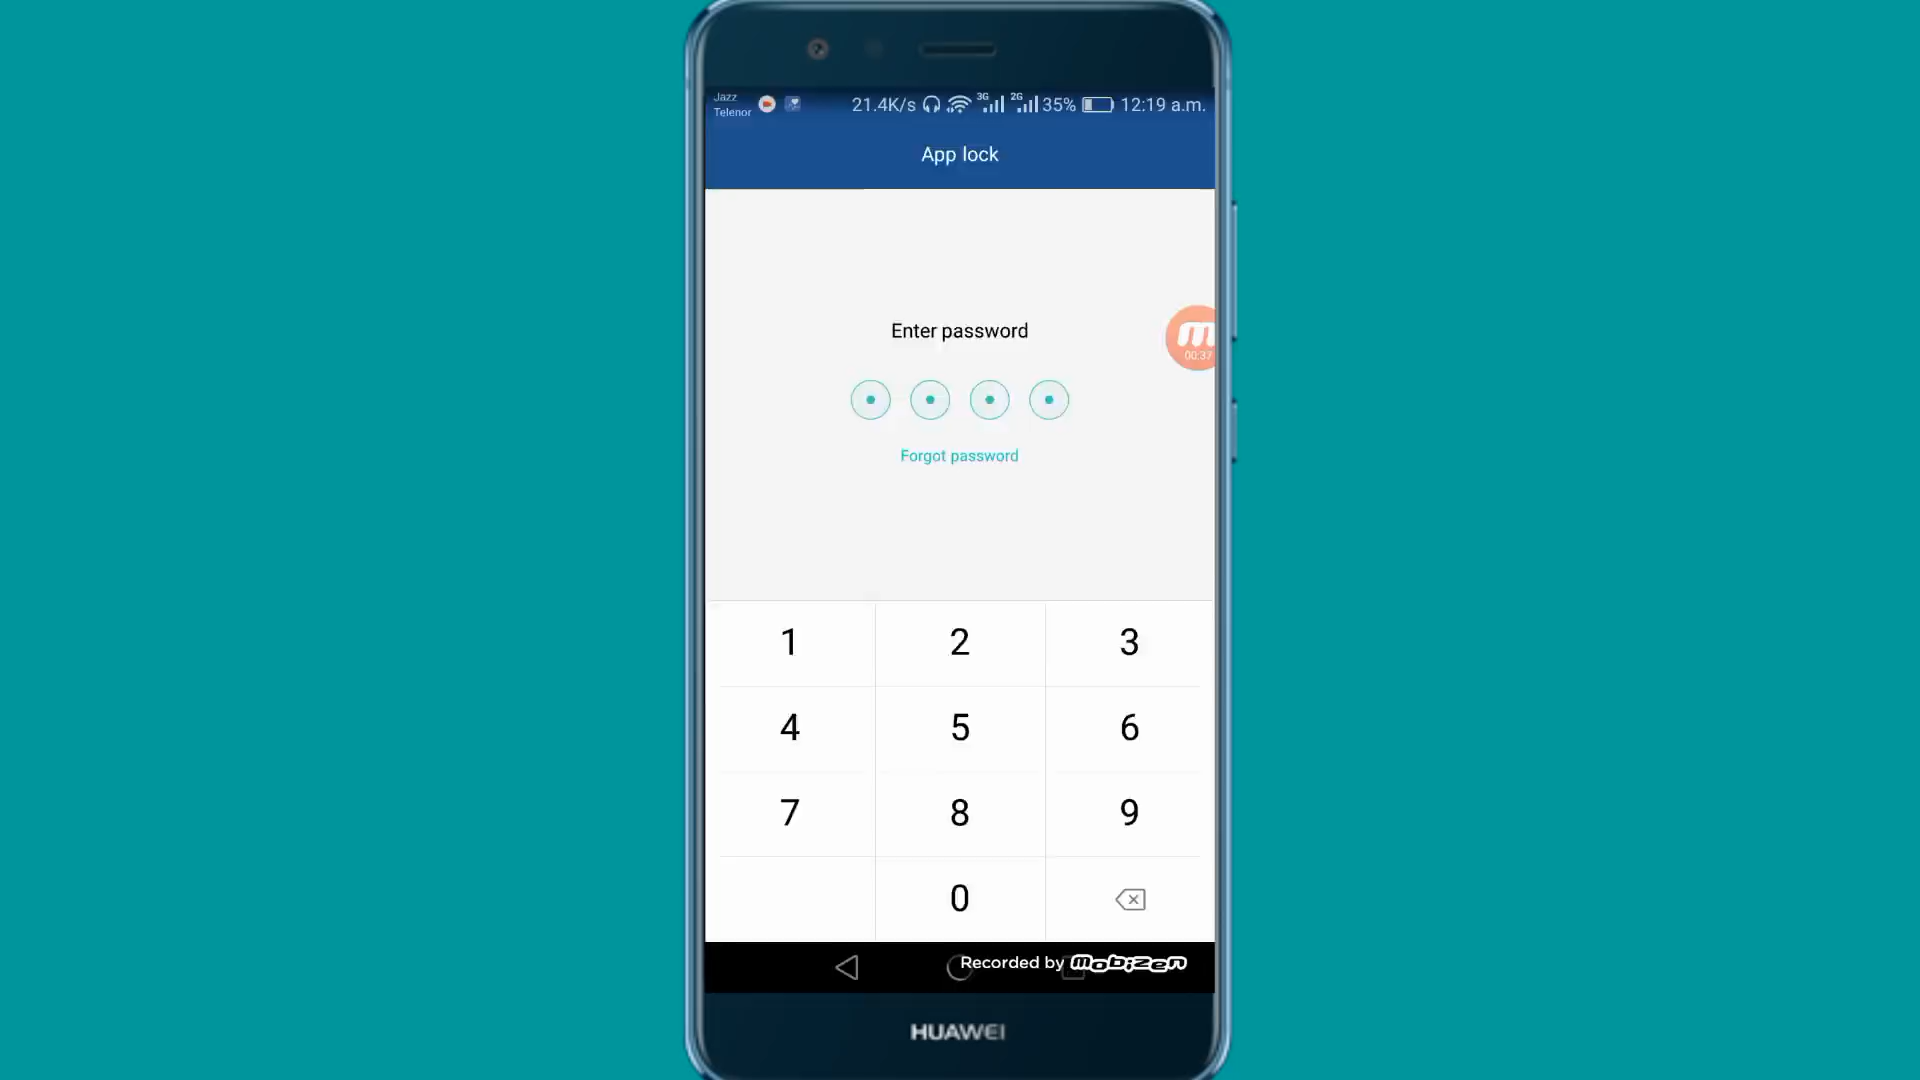 Jazz
Telenor
21.4K/s 3G 2G 35% 12:19 a.m.
App lock
Enter password
m
00:37
Forgot password
1 2 3
4 5 6
7 8 9
0
Recorded by mobizen
HUAWEI